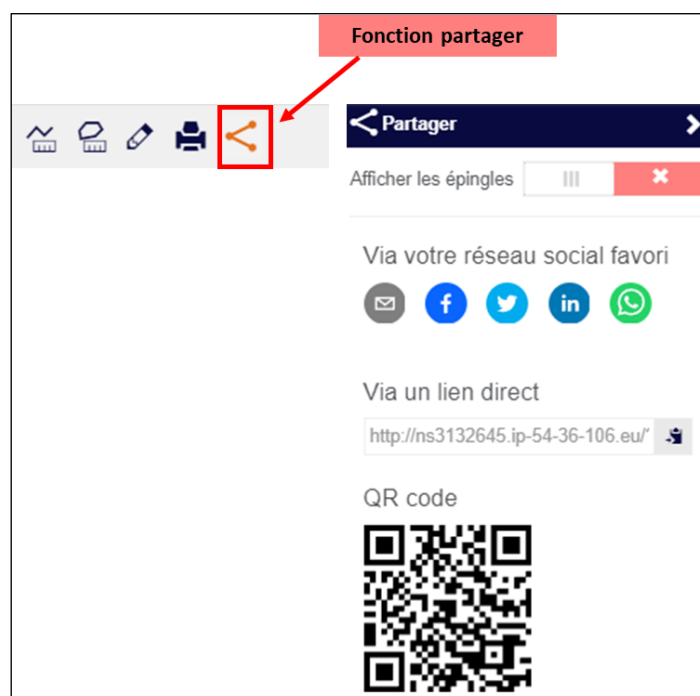 Fonction partager
Partager
Afficher les épingles
Via votre réseau social favori
Via un lien direct
http://ns3132645.ip-54-36-106.eu/
QR code